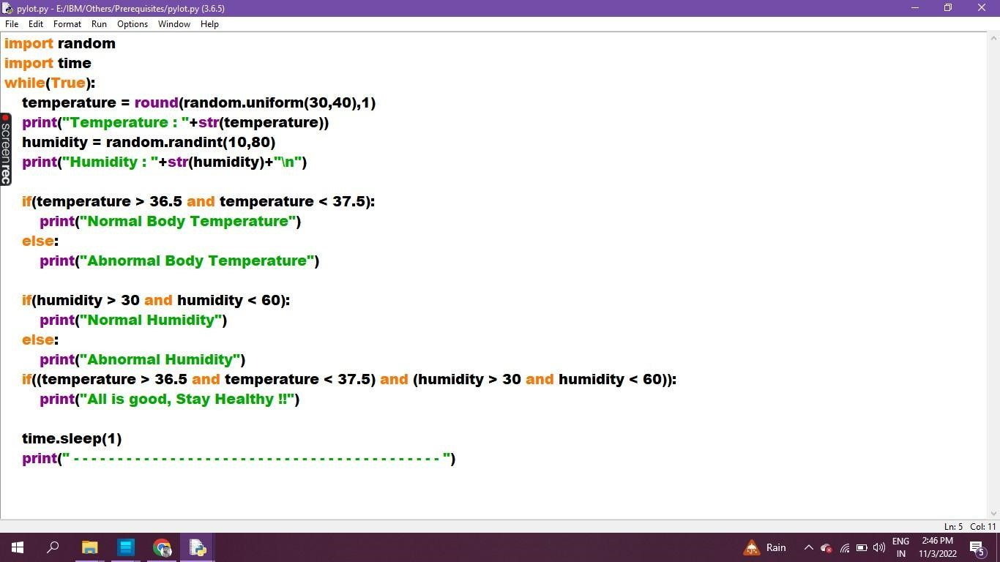 pylot.py - E:/IBM/Others/Prerequisites/pylot.py (3.6.5)
File Edit Format Run Options Window Help
import random
import time
while(True):
    temperature = round(random.uniform(30,40),1)
    print("Temperature : "+str(temperature))
    humidity = random.randint(10,80)
    print("Humidity : "+str(humidity)+"\n")
    if(temperature > 36.5 and temperature < 37.5):
        print("Normal Body Temperature")
    else:
        print("Abnormal Body Temperature")
    if(humidity > 30 and humidity < 60):
        print("Normal Humidity")
    else:
        print("Abnormal Humidity")
    if((temperature > 36.5 and temperature < 37.5) and (humidity > 30 and humidity < 60)):
        print("All is good, Stay Healthy !!")
    time.sleep(1)
    print(" - - - - - - - - - - - - - - - - - - - - - - - - - - - - - - - - - - - - - - - - - - ")
screenrec
Ln: 5 Col: 11
Rain
ENG
IN
2:46 PM
11/3/2022
5